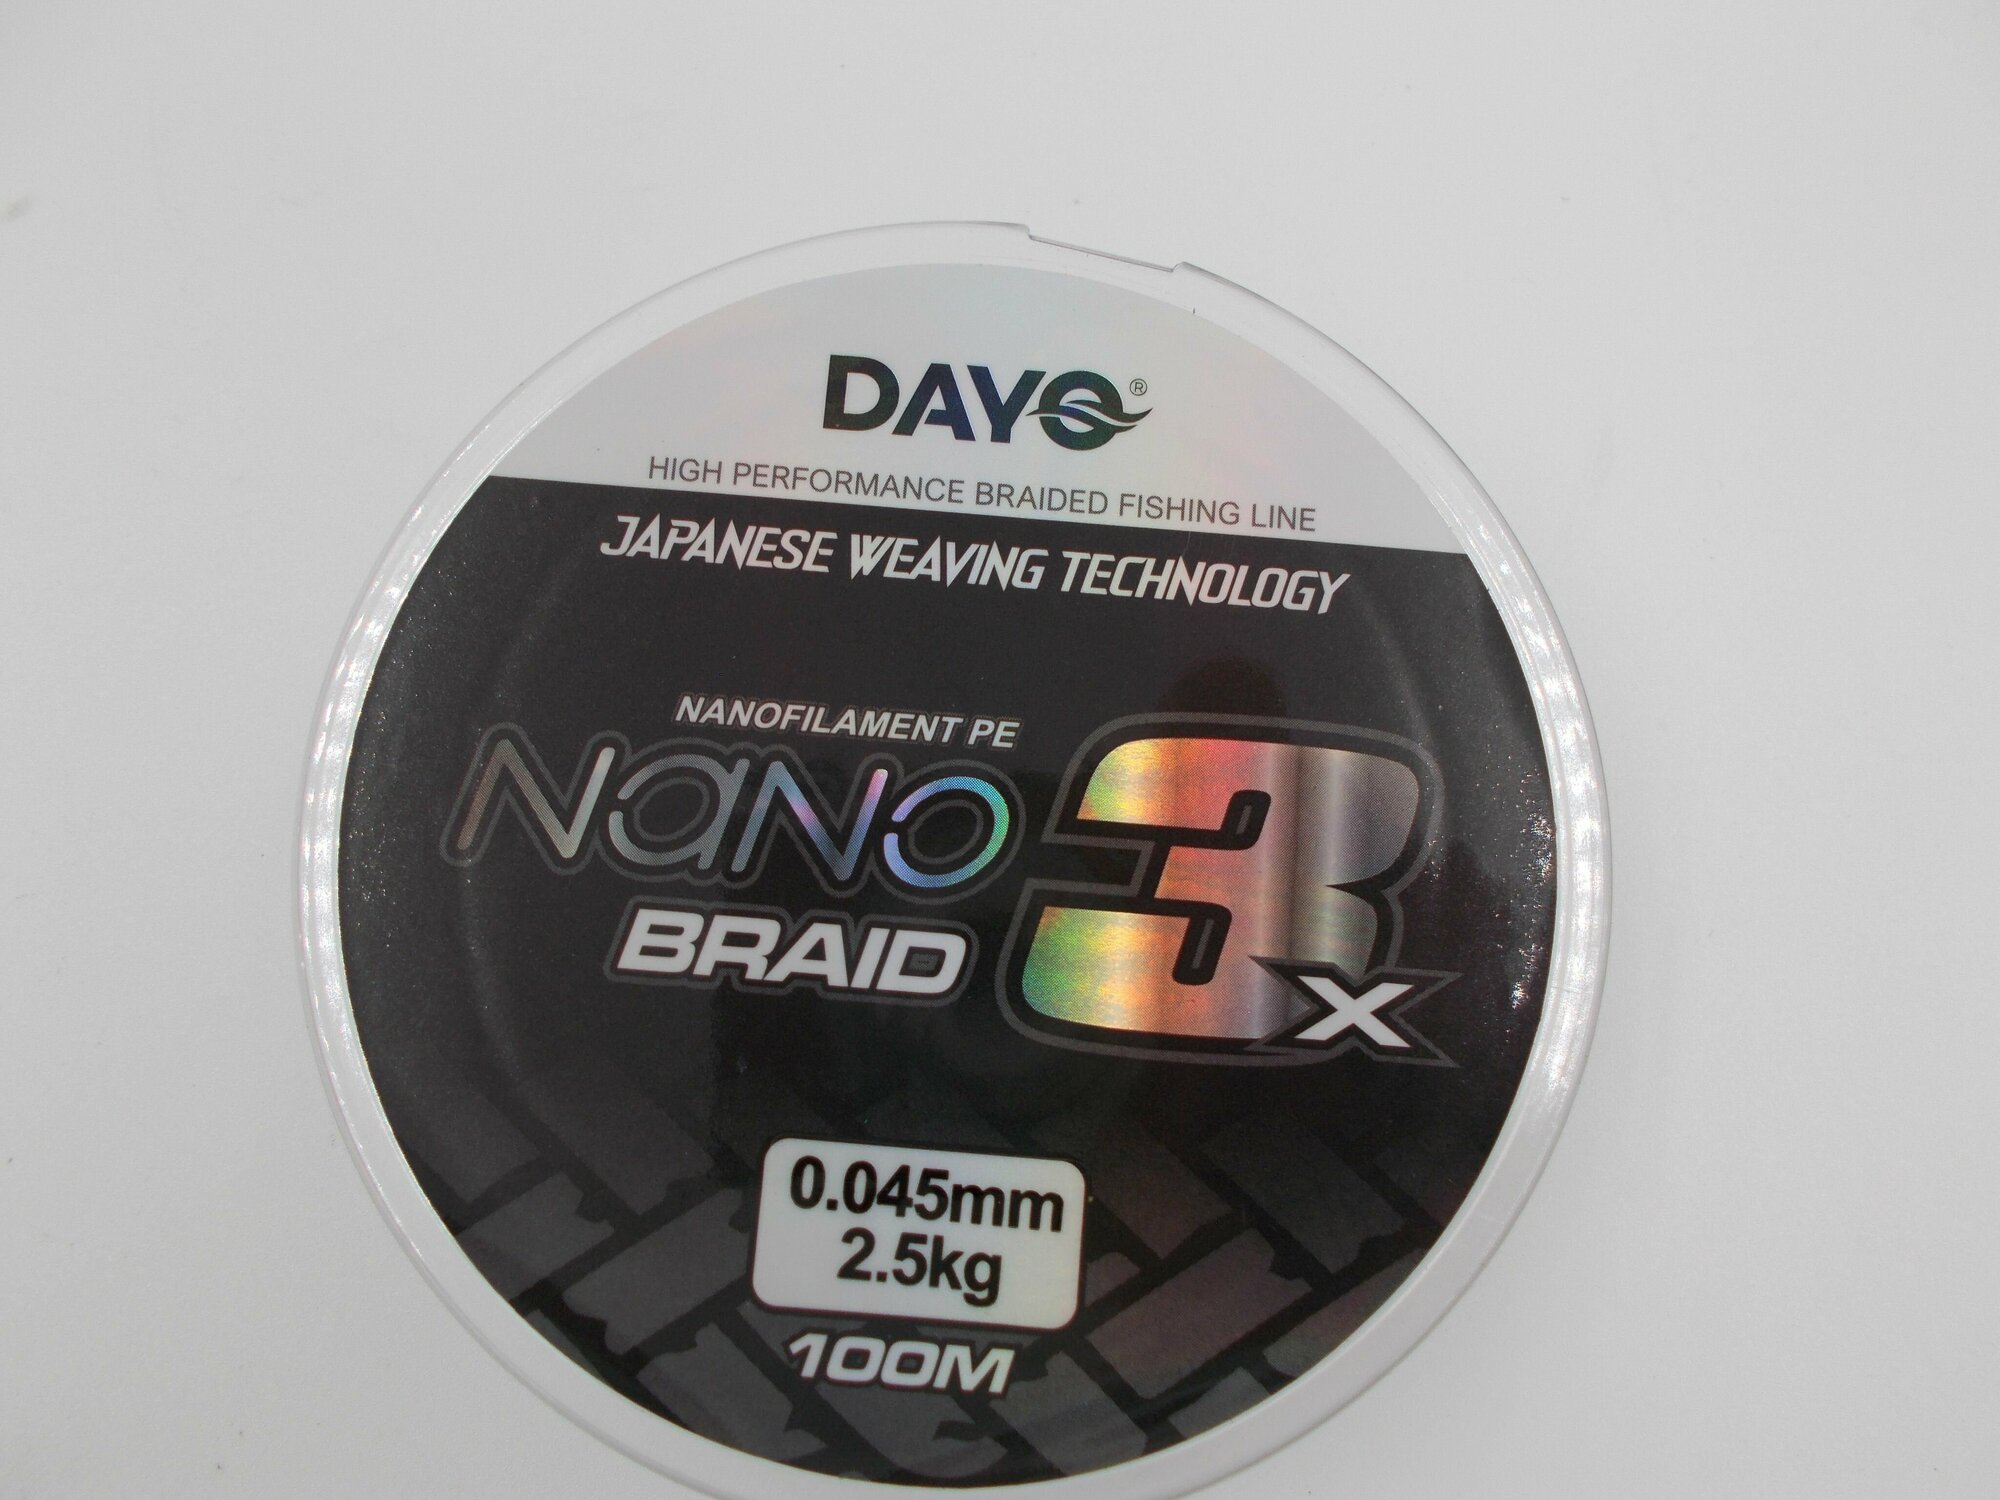 DAYO®
HIGH PERFORMANCE BRAIDED FISHING LINE
JAPANESE WEAVING TECHNOLOGY
NANOFILAMENT PE
NaNo
BRAID
3x
0.045mm
2.5kg
100M